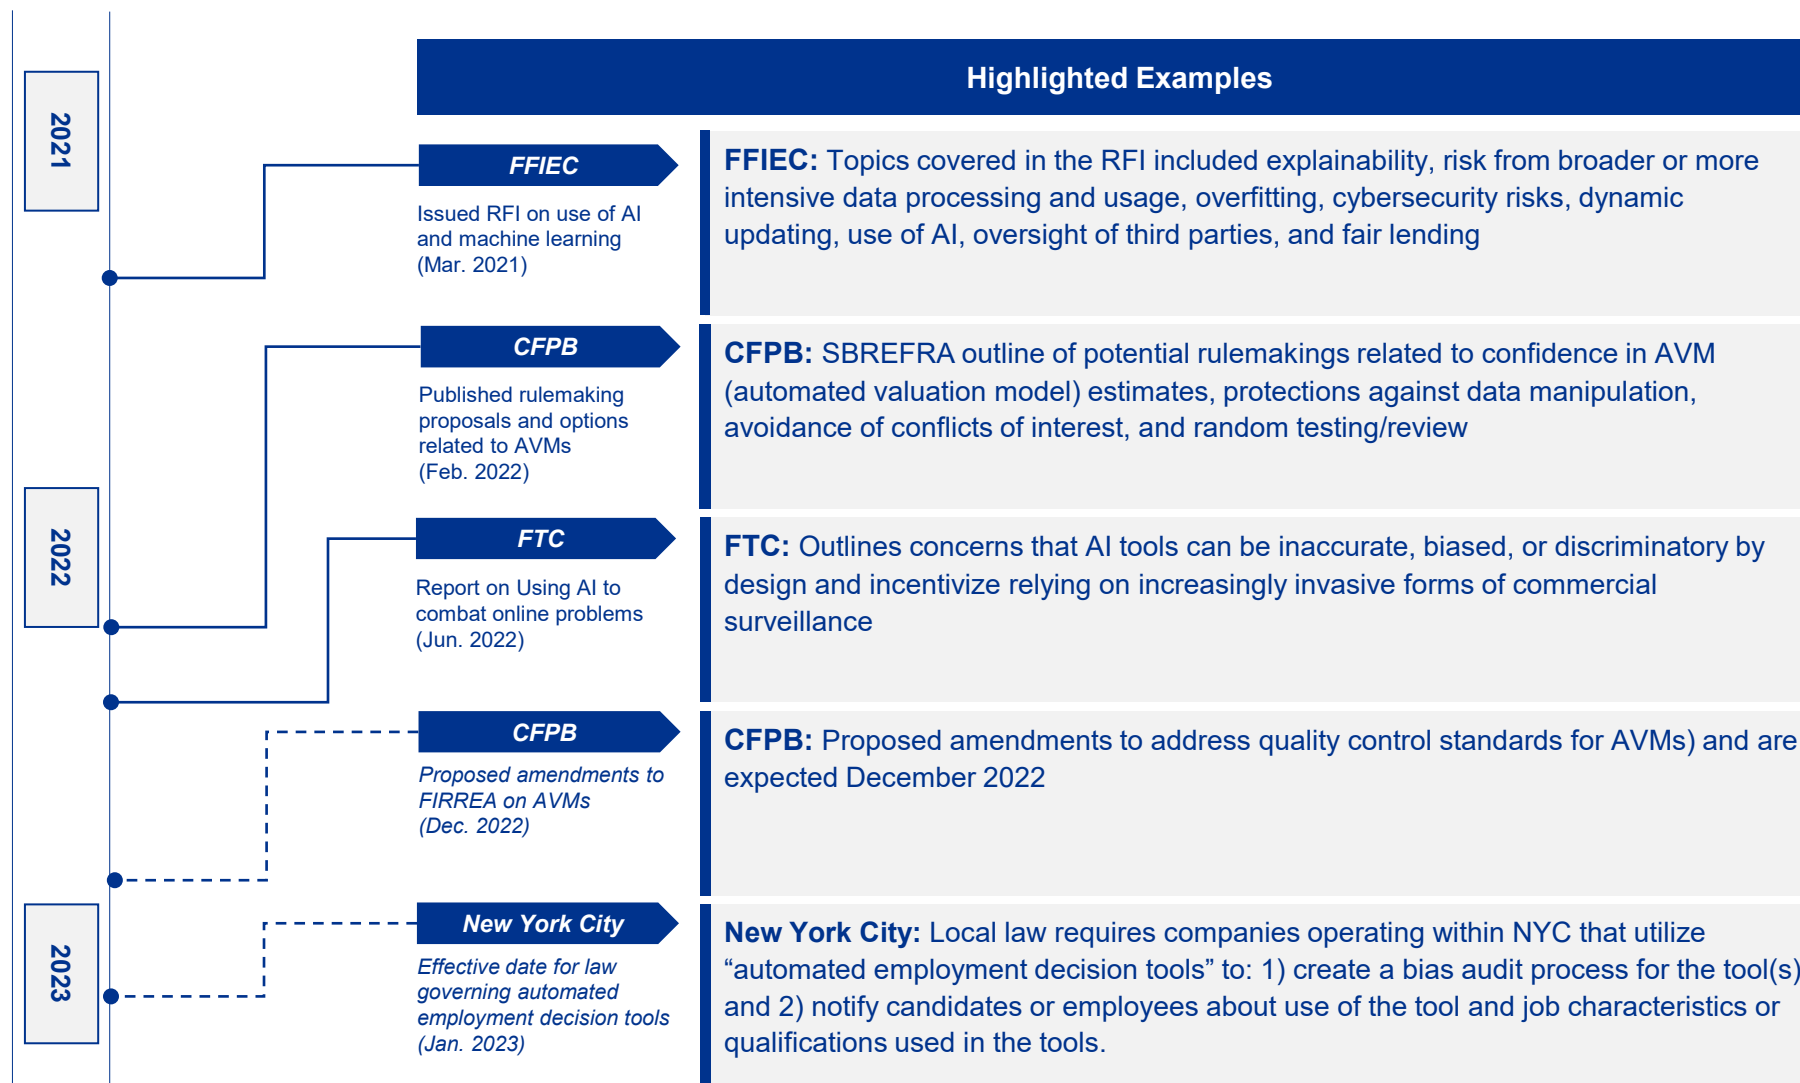 Highlighted Examples
2021
FFIEC
Issued RFI on use of AI
and machine learning
(Mar. 2021)
FFIEC: Topics covered in the RFI included explainability, risk from broader or more
intensive data processing and usage, overfitting, cybersecurity risks, dynamic
updating, use of AI, oversight of third parties, and fair lending
CFPB
Published rulemaking
proposals and options
related to AVMs
(Feb. 2022)
CFPB: SBREFRA outline of potential rulemakings related to confidence in AVM
(automated valuation model) estimates, protections against data manipulation,
avoidance of conflicts of interest, and random testing/review
2022
FTC
Report on Using AI to
combat online problems
(Jun. 2022)
FTC: Outlines concerns that AI tools can be inaccurate, biased, or discriminatory by
design and incentivize relying on increasingly invasive forms of commercial
surveillance
CFPB
Proposed amendments to
FIRREA on AVMs
(Dec. 2022)
CFPB: Proposed amendments to address quality control standards for AVMs) and are
expected December 2022
2023
New York City
Effective date for law
governing automated
employment decision tools
(Jan. 2023)
New York City: Local law requires companies operating within NYC that utilize
“automated employment decision tools” to: 1) create a bias audit process for the tool(s)
and 2) notify candidates or employees about use of the tool and job characteristics or
qualifications used in the tools.